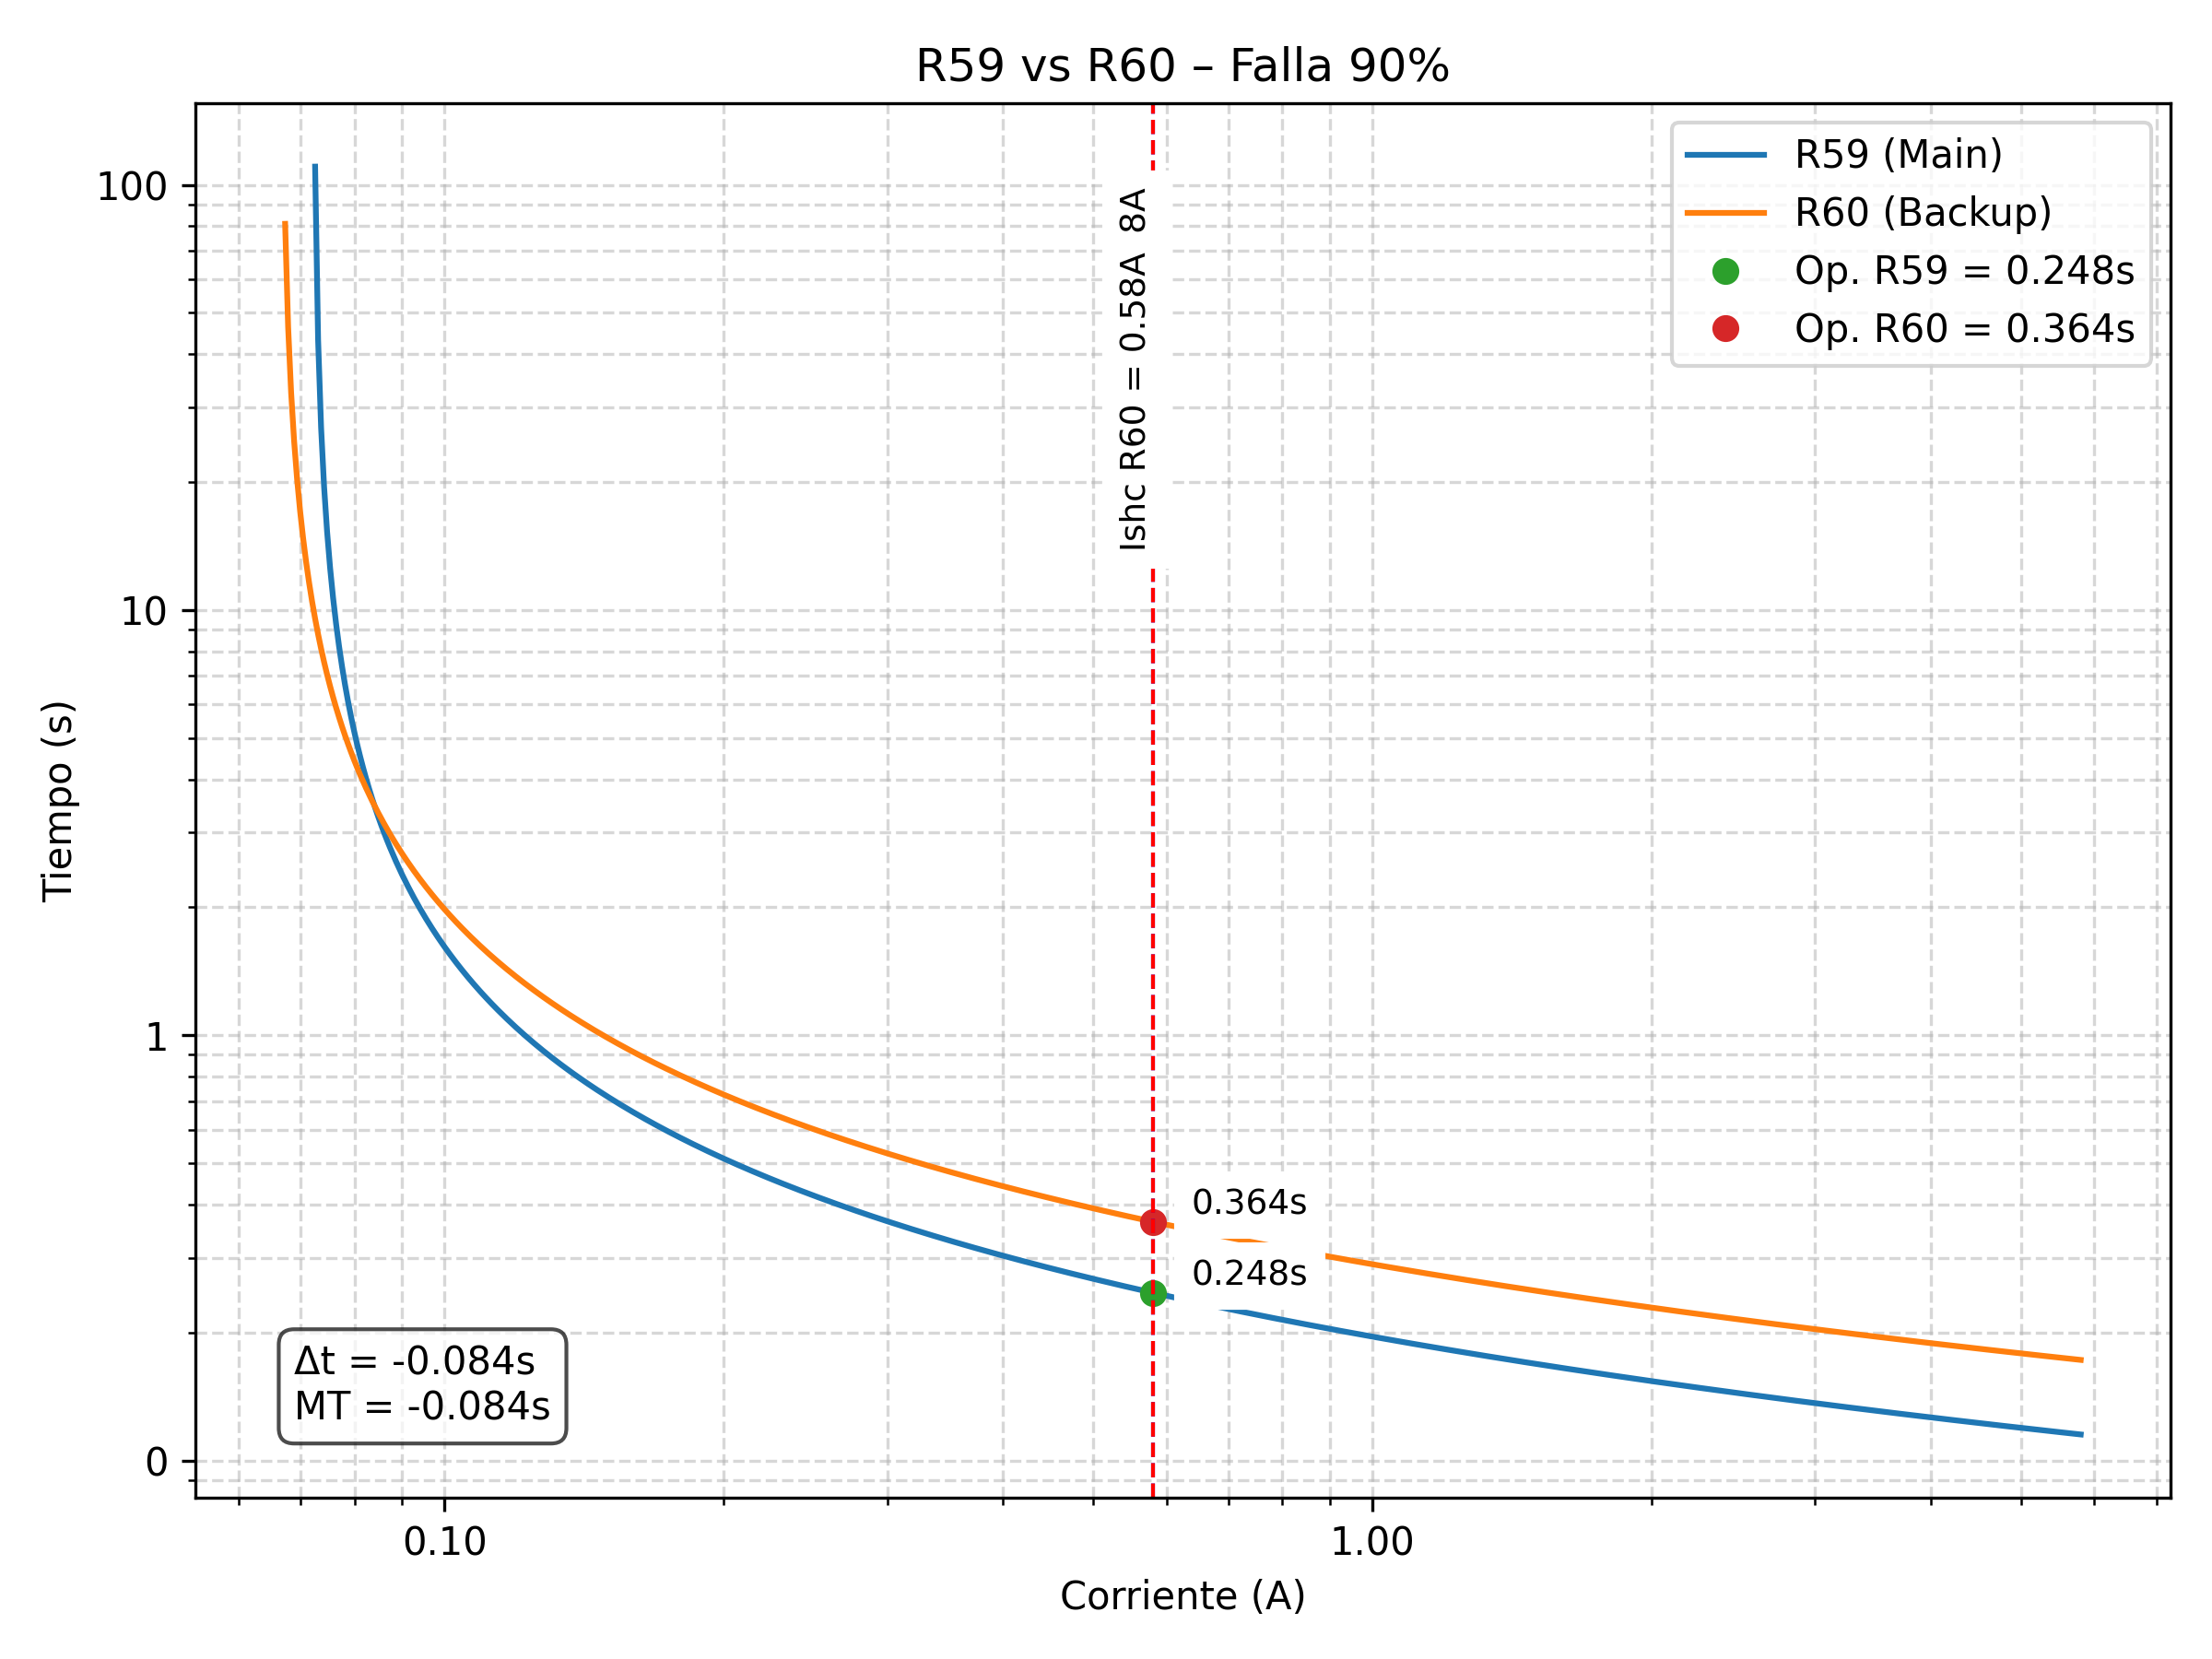 R59 vs R60 – Falla 90%
R59 (Main)
R60 (Backup)
Op. R59 = 0.248s
Op. R60 = 0.364s
Ishc R60 = 0.58A 8A
100
10
1
0
Tiempo (s)
0.364s
0.248s
Δt = -0.084s
MT = -0.084s
0.10
1.00
Corriente (A)